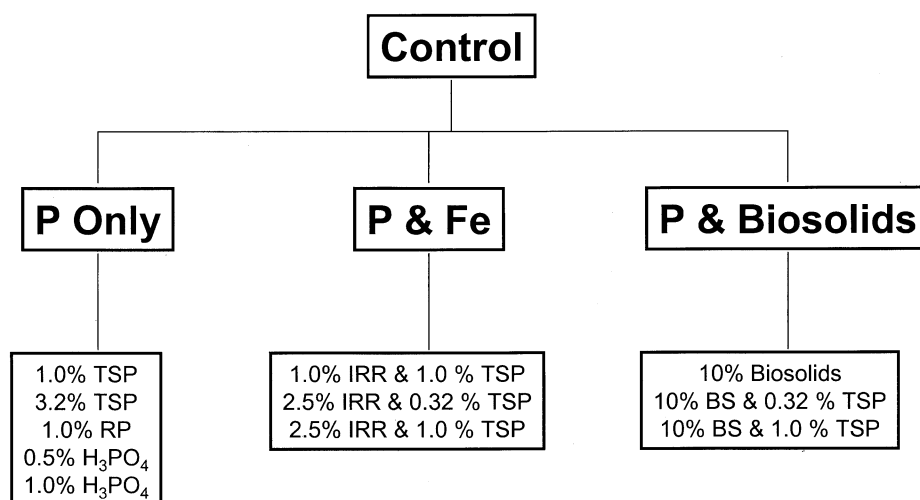 Control
P Only
P & Fe
P & Biosolids
1.0% TSP
3.2% TSP
1.0% RP
0.5% H₃PO₄
1.0% H₃PO₄
1.0% IRR & 1.0 % TSP
2.5% IRR & 0.32 % TSP
2.5% IRR & 1.0 % TSP
10% Biosolids
10% BS & 0.32 % TSP
10% BS & 1.0 % TSP